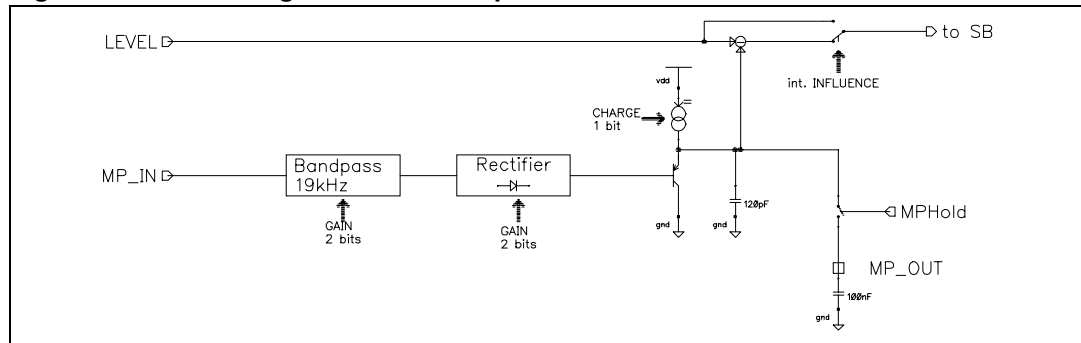 LEVEL
to SB
int. INFLUENCE
vdd
CHARGE
1 bit
MP_IN
Bandpass
19kHz
Rectifier
GAIN
2 bits
GAIN
2 bits
gnd
120pF
gnd
MPHold
MP_OUT
100nF
gnd